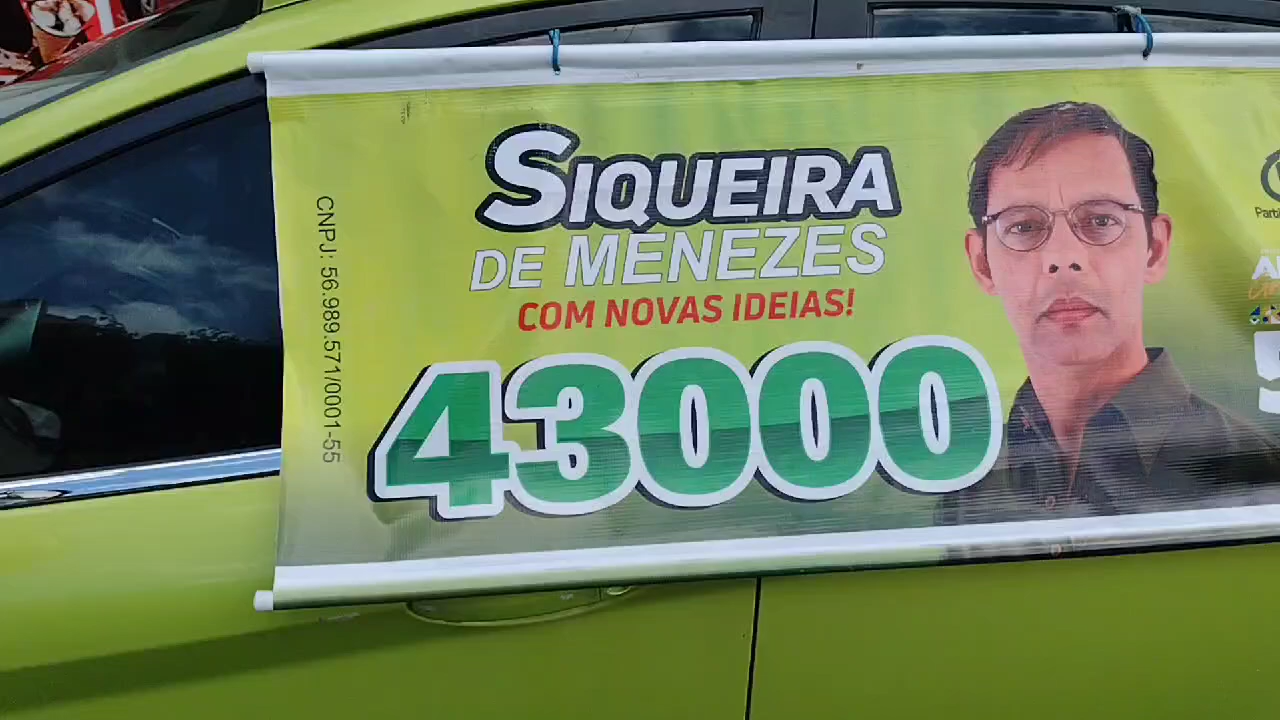 CNPJ: 56.989.571/0001-55
SIQUEIRA
DE MENEZES
COM NOVAS IDEIAS!
43000